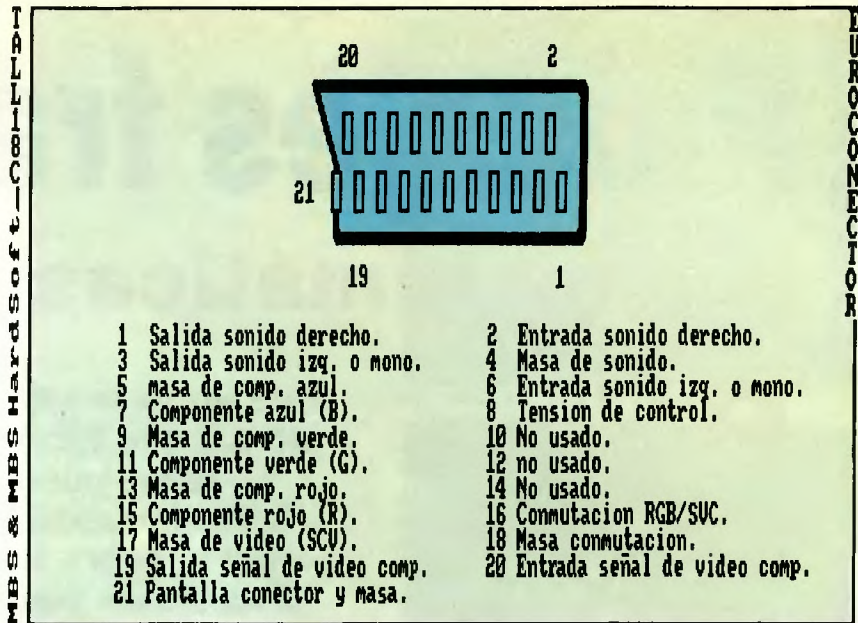 TALL18C
MBS & MBS HardSoft_
EUROCONECTOR
20 2
21
19 1
1 Salida sonido derecho. 2 Entrada sonido derecho.
3 Salida sonido izq. o mono. 4 Masa de sonido.
5 masa de comp. azul. 6 Entrada sonido izq. o mono.
7 Componente azul (B). 8 Tension de control.
9 Masa de comp. verde. 10 No usado.
11 Componente verde (G). 12 no usado.
13 Masa de comp. rojo. 14 No usado.
15 Componente rojo (R). 16 Conmutacion RGB/SVC.
17 Masa de video (SCV). 18 Masa conmutacion.
19 Salida señal de video comp. 20 Entrada señal de video comp.
21 Pantalla conector y masa.